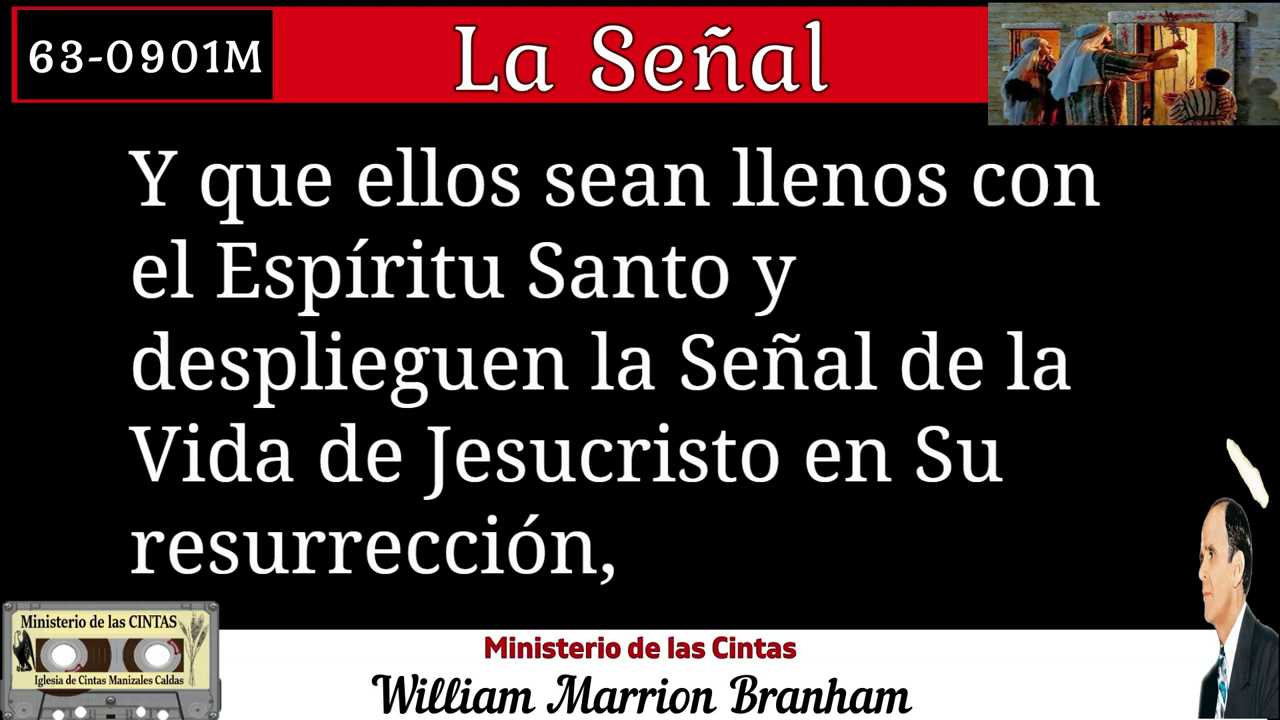 63-0901M
La Señal
Y que ellos sean llenos con
el Espíritu Santo y
desplieguen la Señal de la
Vida de Jesucristo en Su
resurrección,
Ministerio de las CINTAS
Iglesia de Cintas Manizales Caldas
Ministerio de las Cintas
William Marrion Branham